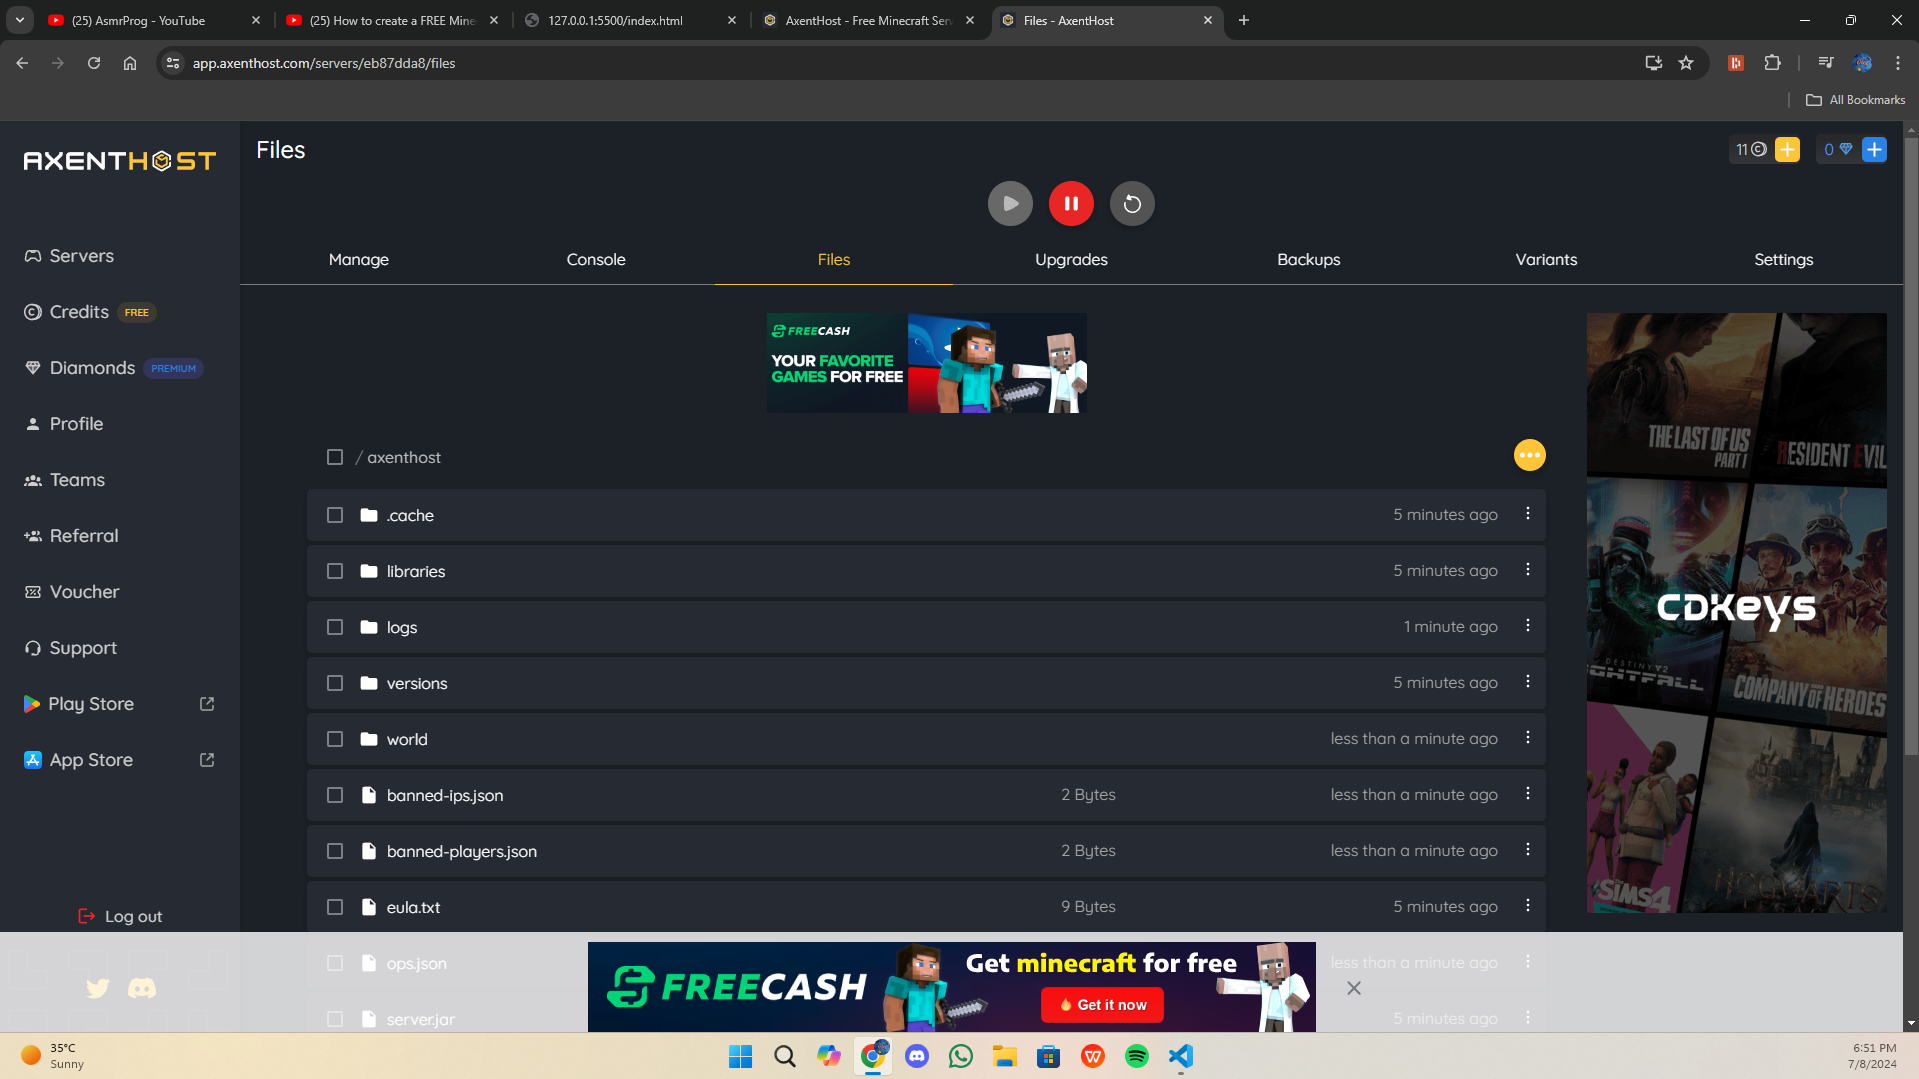 (25) AsmrProg - YouTube
(25) How to create a FREE Mine
127.0.0.1:5500/index.html
AxentHost - Free Minecraft Serv
Files - AxentHost
app.axenthost.com/servers/eb87dda8/files
All Bookmarks
AXENTHOST
Files
11
0
Servers
Credits FREE
Diamonds PREMIUM
Profile
Teams
Referral
Voucher
Support
Play Store
App Store
Log out
Manage
Console
Files
Upgrades
Backups
Variants
Settings
FREECASH
YOUR FAVORITE
GAMES FOR FREE
/ axenthost
.cache 5 minutes ago
libraries 5 minutes ago
logs 1 minute ago
versions 5 minutes ago
world less than a minute ago
banned-ips.json 2 Bytes less than a minute ago
banned-players.json 2 Bytes less than a minute ago
eula.txt 9 Bytes 5 minutes ago
ops.json less than a minute ago
server.jar 5 minutes ago
THE LAST OF US
PART I
RESIDENT EVIL
CDKeys
DESTINY 2
GHTFALL
COMPANY OF HEROES
SIMS4
HOGWARTS
FREECASH
Get minecraft for free
Get it now
35°C
Sunny
6:51 PM
7/8/2024